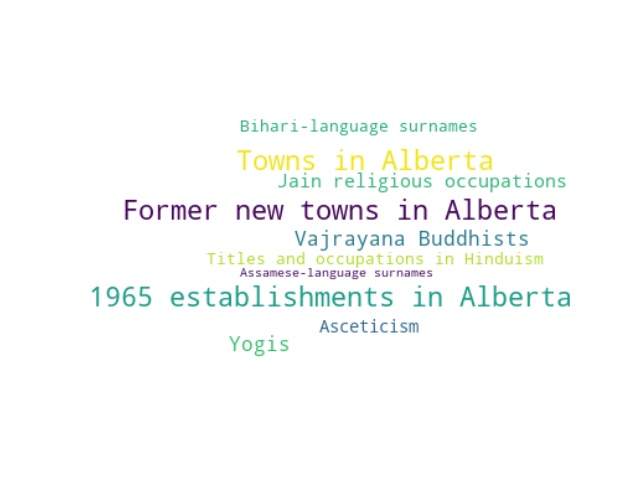 Bihari-language surnames
Towns in Alberta
Jain religious occupations
Former new towns in Alberta
Vajrayana Buddhists
Titles and occupations in Hinduism
Assamese-language surnames
1965 establishments in Alberta
Asceticism
Yogis